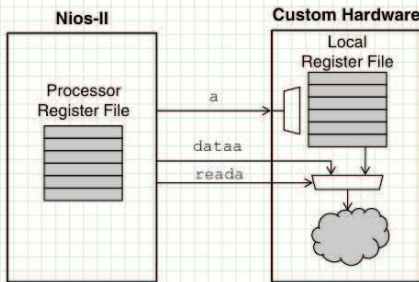 Nios-II
Custom Hardware
Processor
Register File
Local
Register File
a
dataa
reada